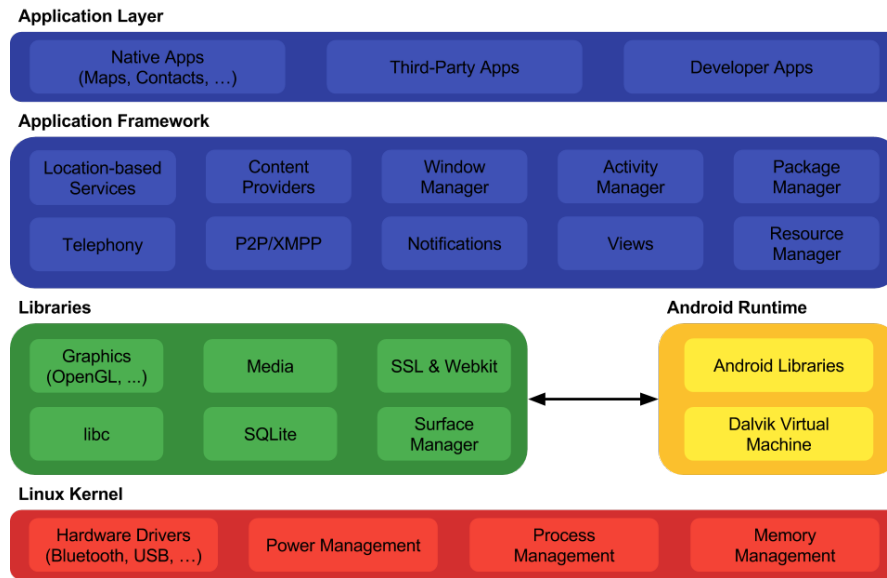 Application Layer
Native Apps
(Maps, Contacts, …)
Third-Party Apps
Developer Apps
Application Framework
Location-based
Services
Content
Providers
Window
Manager
Activity
Manager
Package
Manager
Telephony
P2P/XMPP
Notifications
Views
Resource
Manager
Libraries
Graphics
(OpenGL, ...)
Media
SSL & Webkit
libc
SQLite
Surface
Manager
Android Runtime
Android Libraries
Dalvik Virtual
Machine
Linux Kernel
Hardware Drivers
(Bluetooth, USB, …)
Power Management
Process
Management
Memory
Management